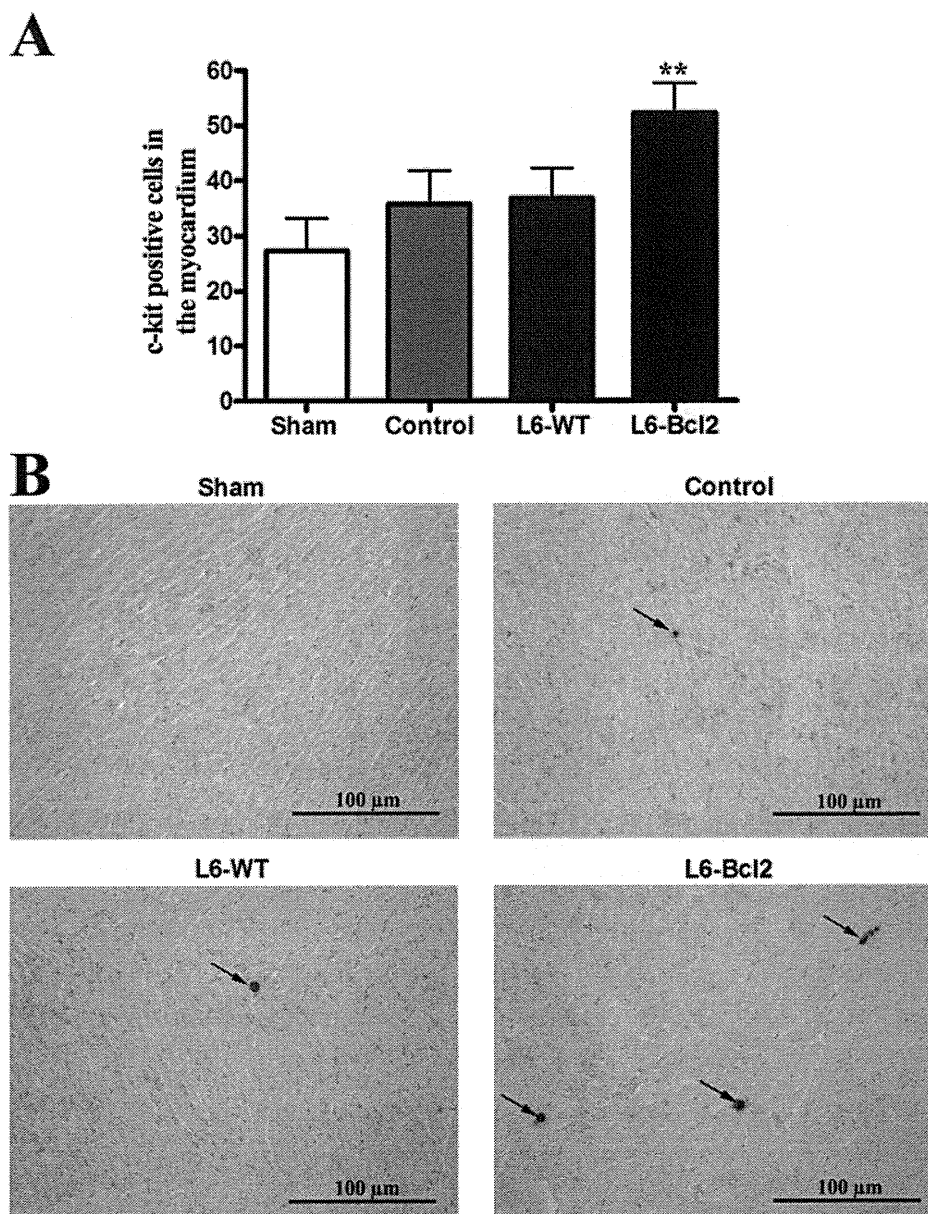 A
c-kit positive cells in
the myocardium
60
50
40
30
20
10
0
**
Sham Control L6-WT L6-Bcl2
B
Sham Control
100 µm 100 µm
L6-WT L6-Bcl2
100 µm 100 µm